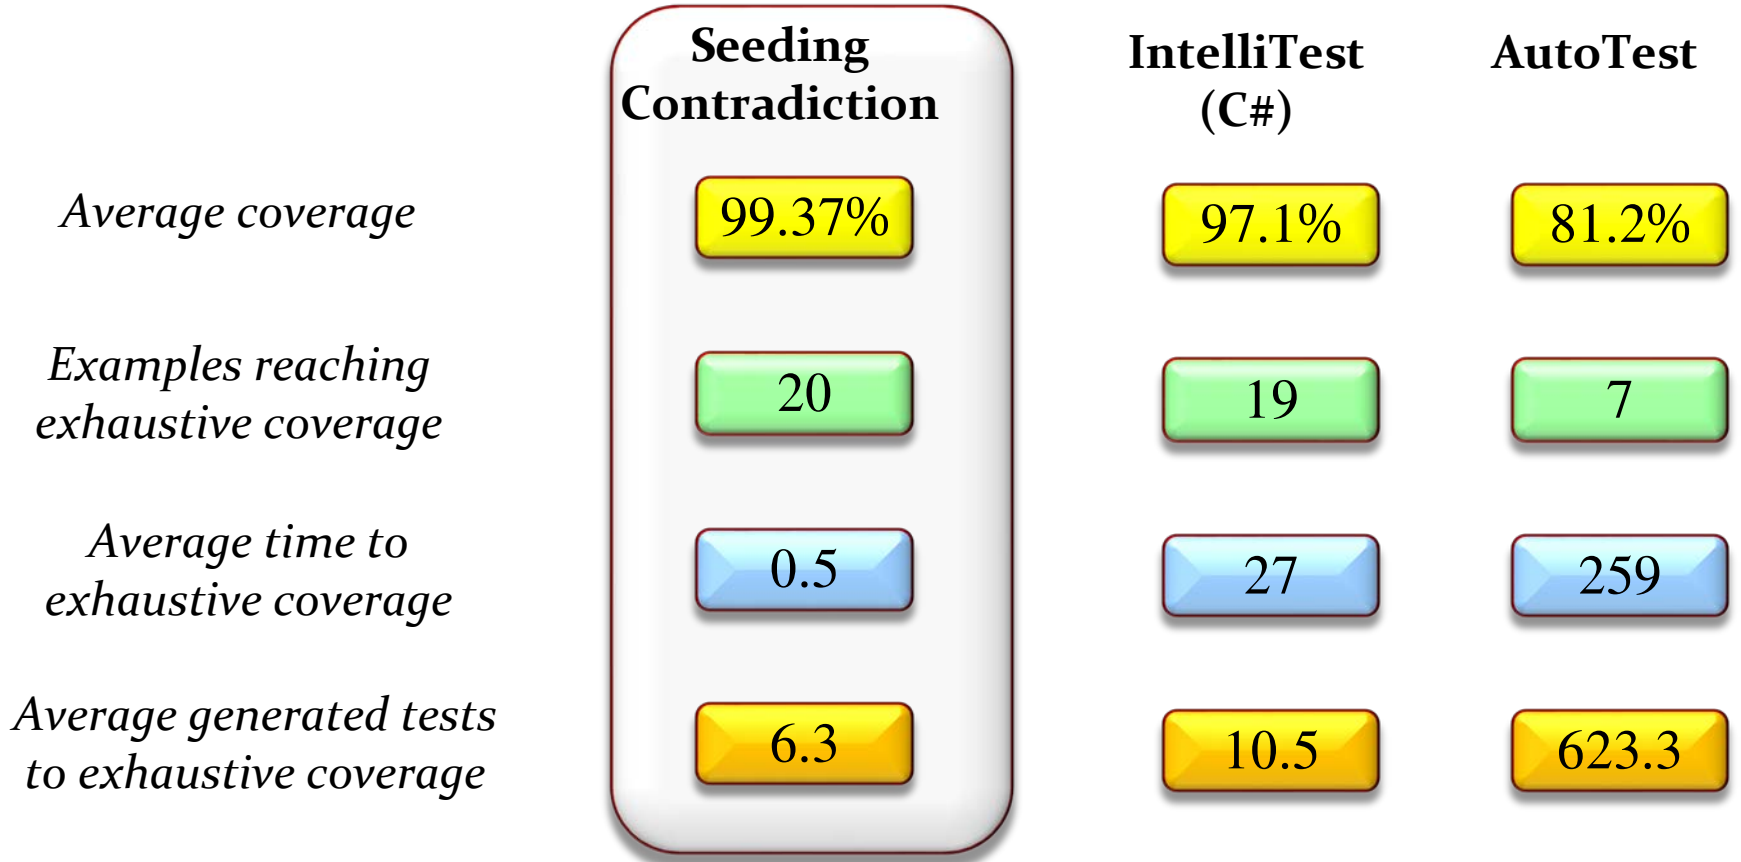 Seeding
Contradiction
IntelliTest
(C#)
AutoTest
Average coverage
99.37%
97.1%
81.2%
Examples reaching
exhaustive coverage
20
19
7
Average time to
exhaustive coverage
0.5
27
259
Average generated tests
to exhaustive coverage
6.3
10.5
623.3